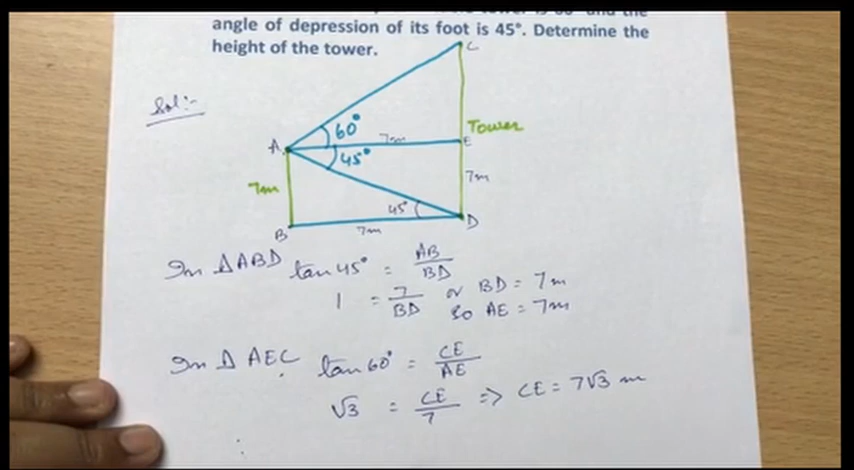 angle of depression of its foot is 45°. Determine the
height of the tower.
Sol:-
C
60°
7m
Tower
A
E
45°
7m
7m
45°
D
B
7m
In ΔABD tan 45° = AB/BD
1 = 7/BD or BD = 7m
So AE = 7m
In Δ AEC tan 60° = CE/AE
√3 = CE/7 => CE = 7√3 m